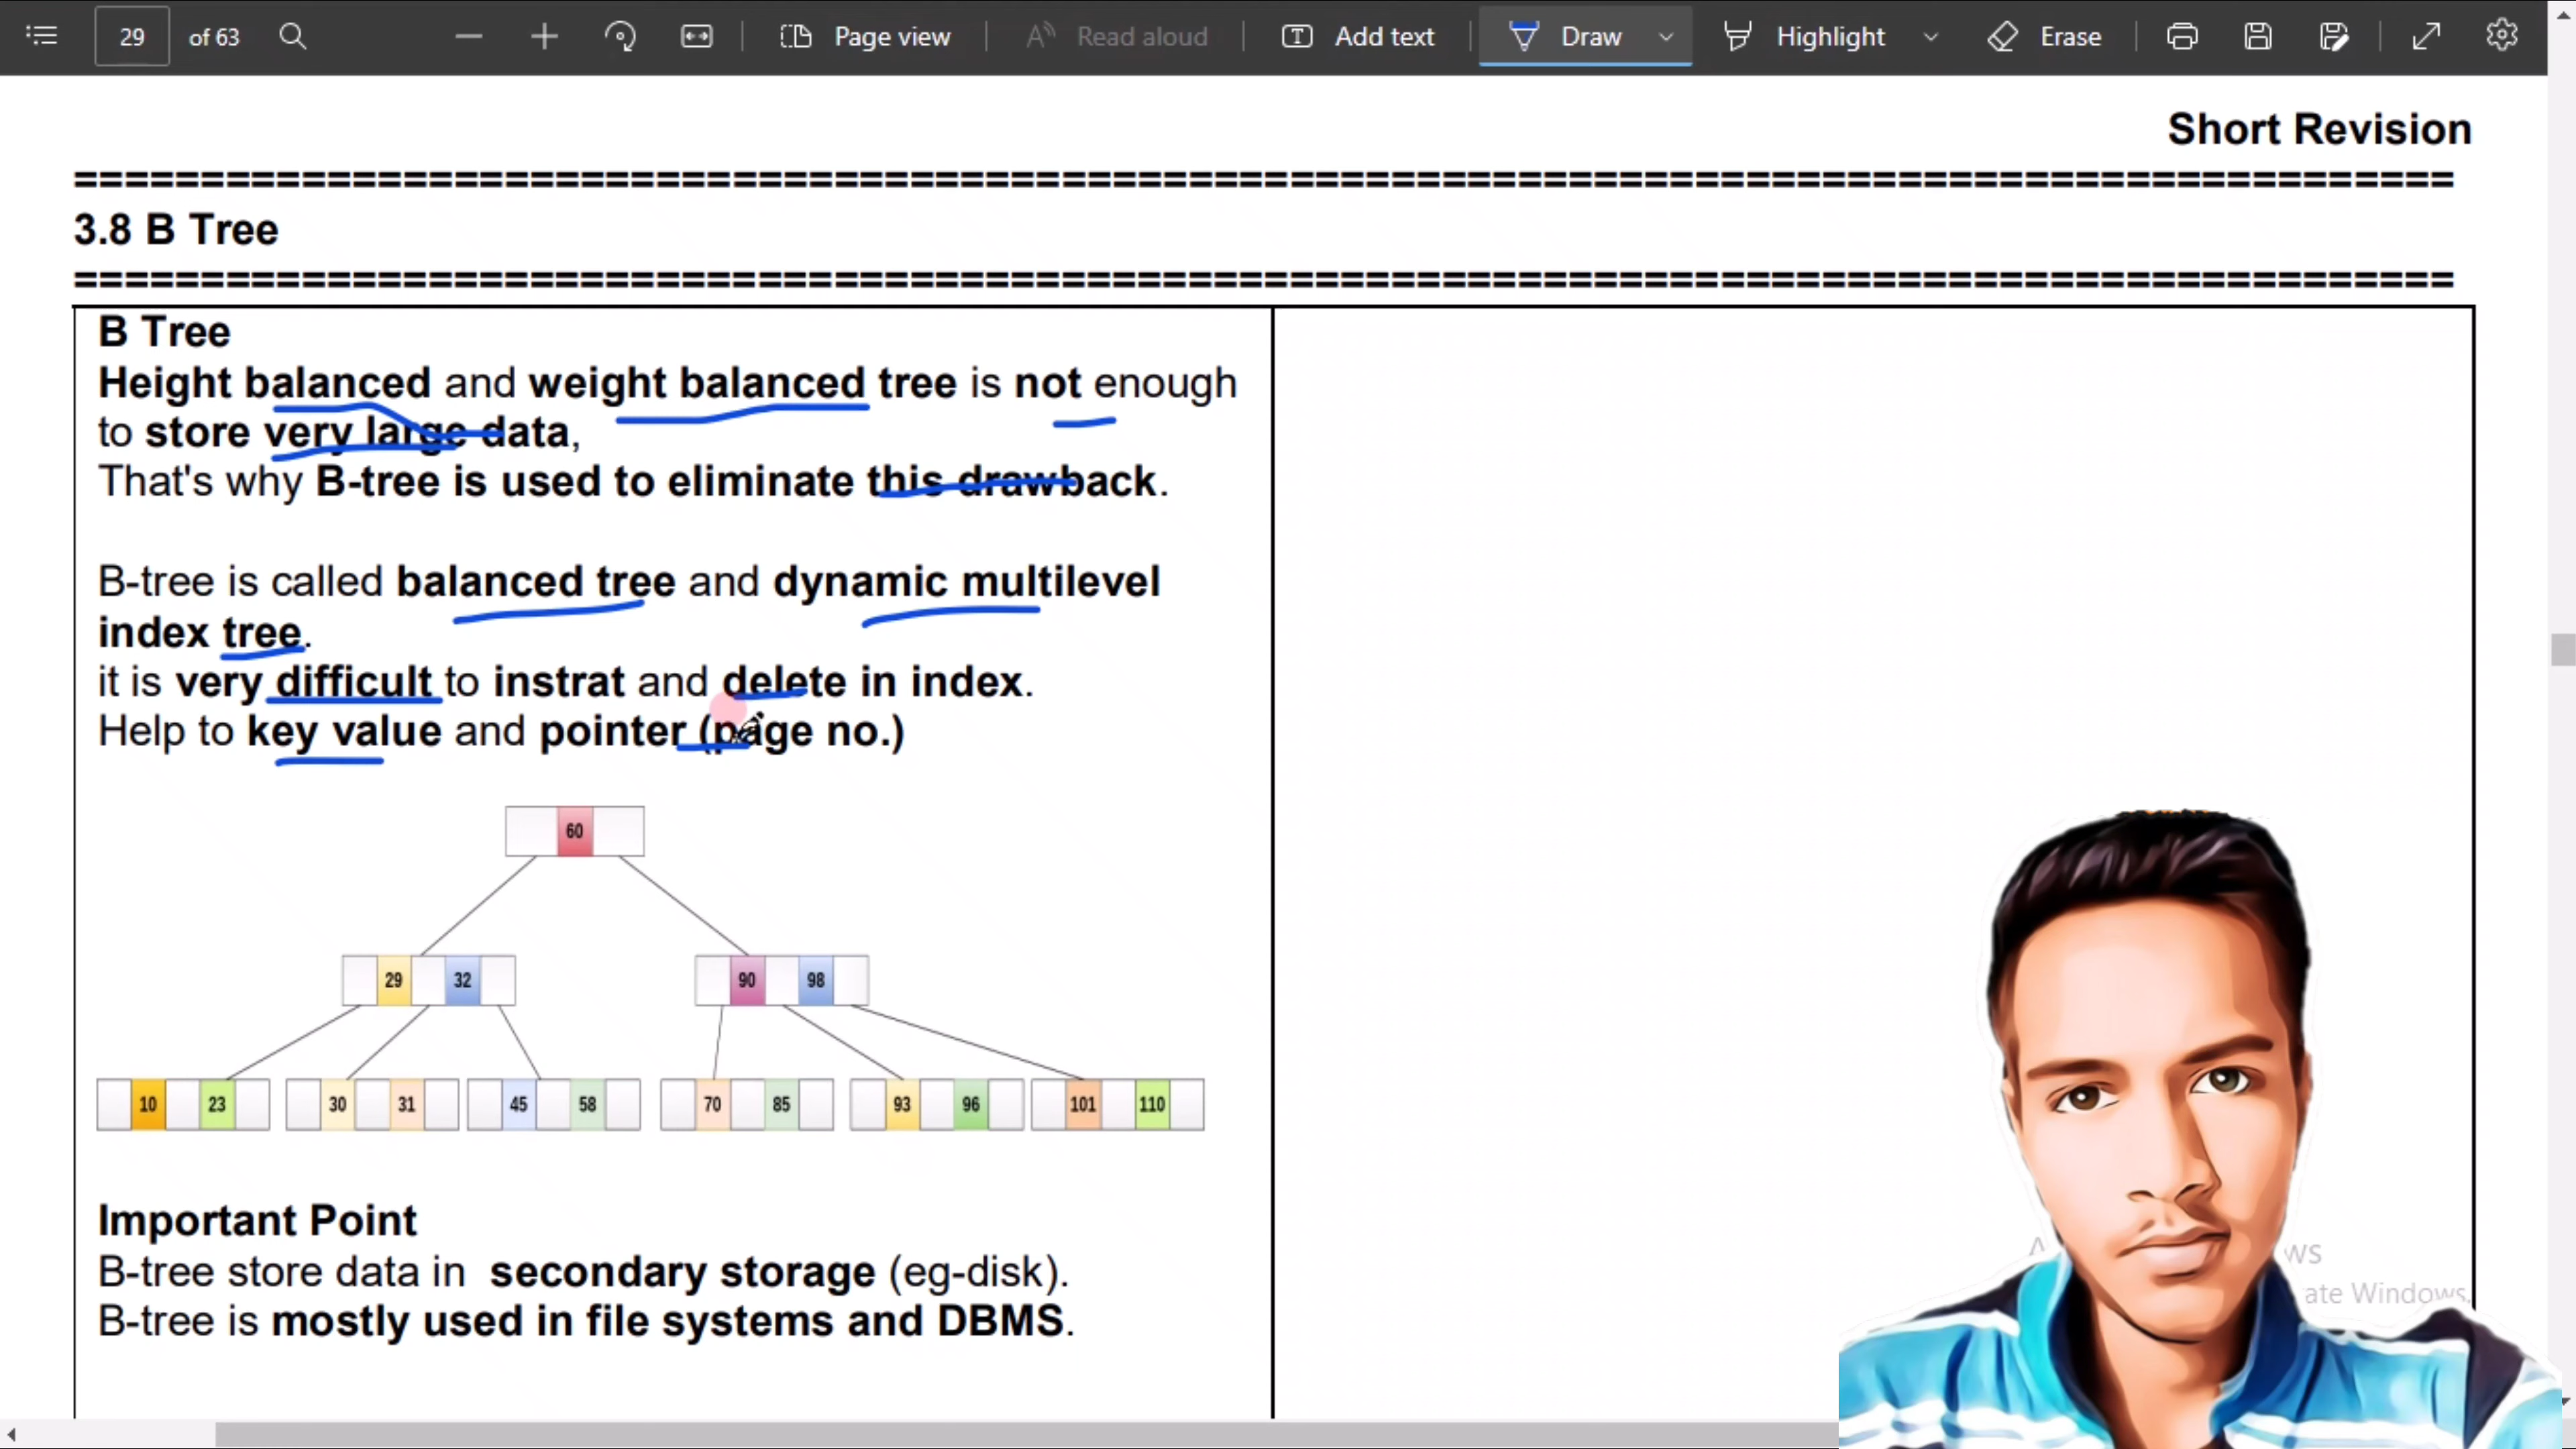 29 of 63 Page view Read aloud Add text Draw Highlight Erase
Short Revision
================================================================================================
3.8 B Tree
================================================================================================
B Tree
Height balanced and weight balanced tree is not enough
to store very large data,
That's why B-tree is used to eliminate this drawback.
B-tree is called balanced tree and dynamic multilevel
index tree.
it is very difficult to instrat and delete in index.
Help to key value and pointer (page no.)
60
29 32 90 98
10 23 30 31 45 58 70 85 93 96 101 110
Important Point
B-tree store data in secondary storage (eg-disk).
B-tree is mostly used in file systems and DBMS.